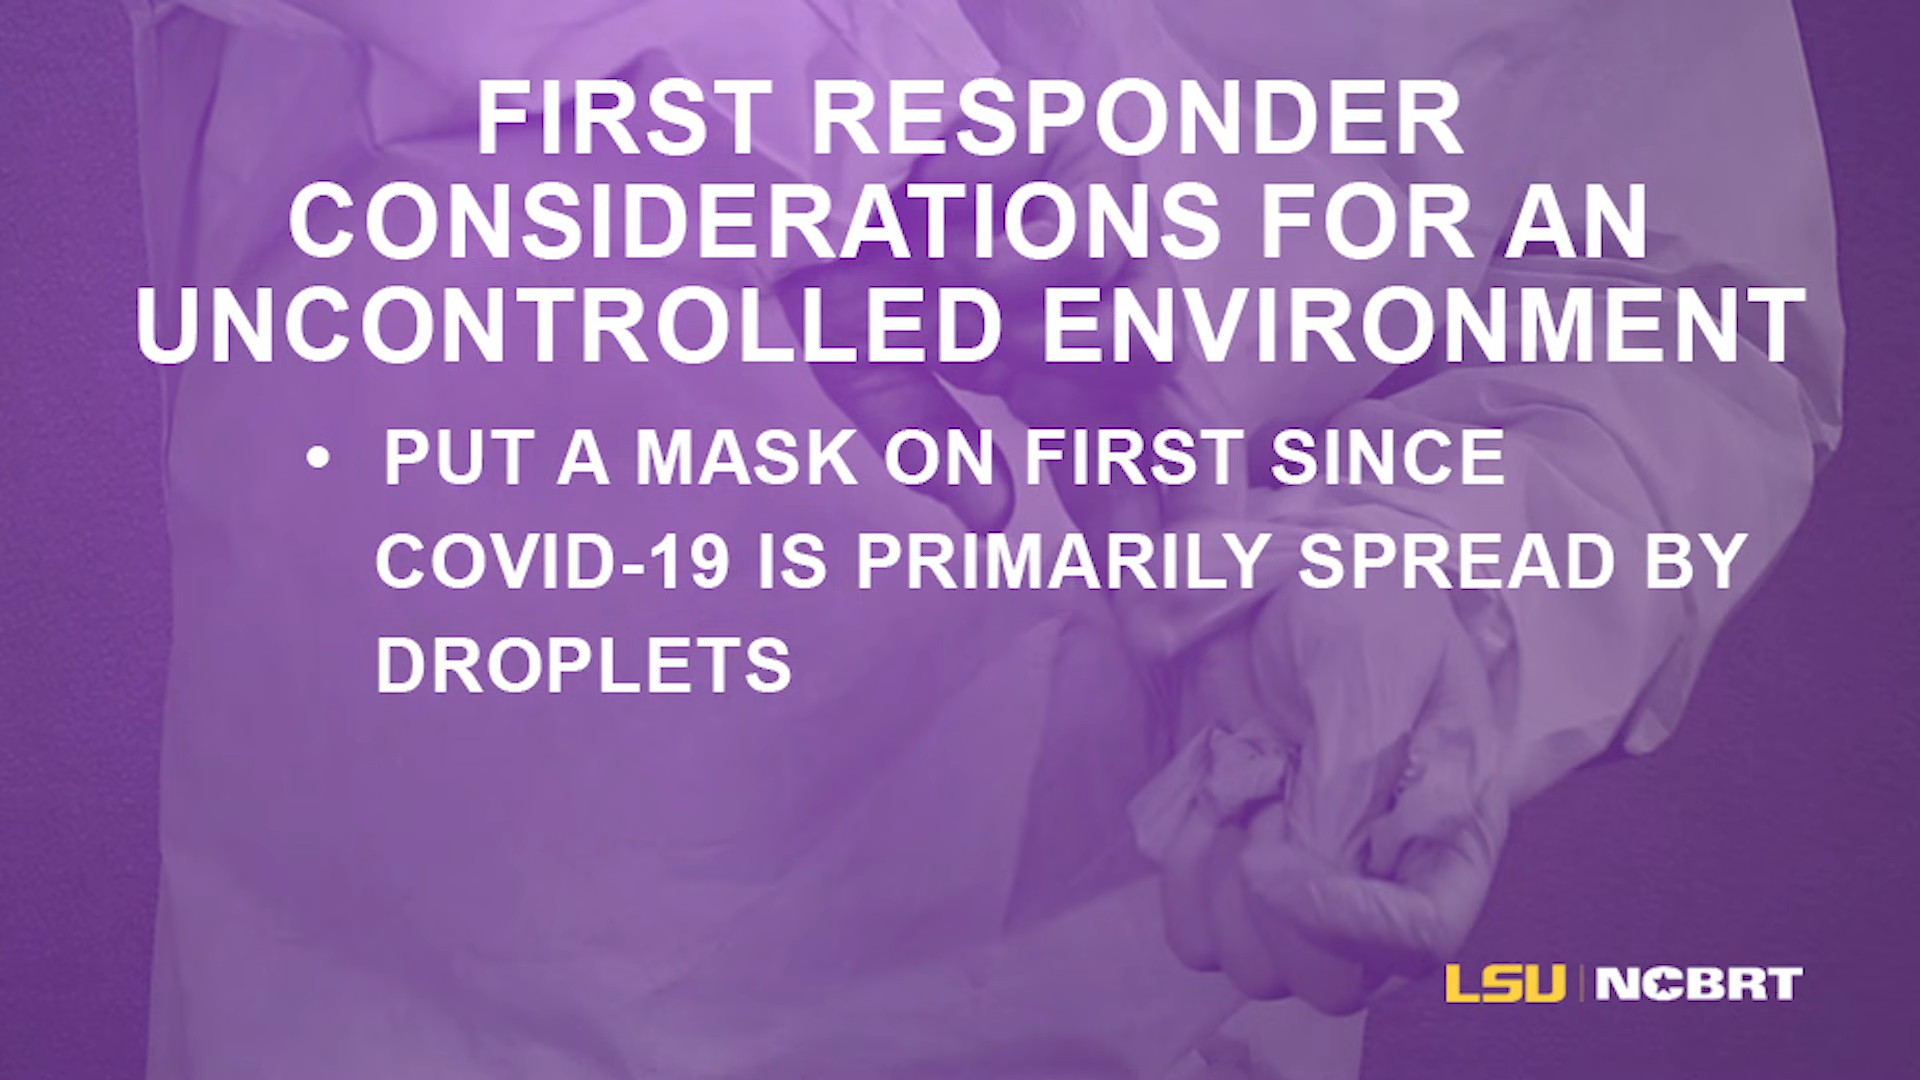 FIRST RESPONDER
CONSIDERATIONS FOR AN
UNCONTROLLED ENVIRONMENT
• PUT A MASK ON FIRST SINCE
COVID-19 IS PRIMARILY SPREAD BY
DROPLETS
LSU | NCBRT